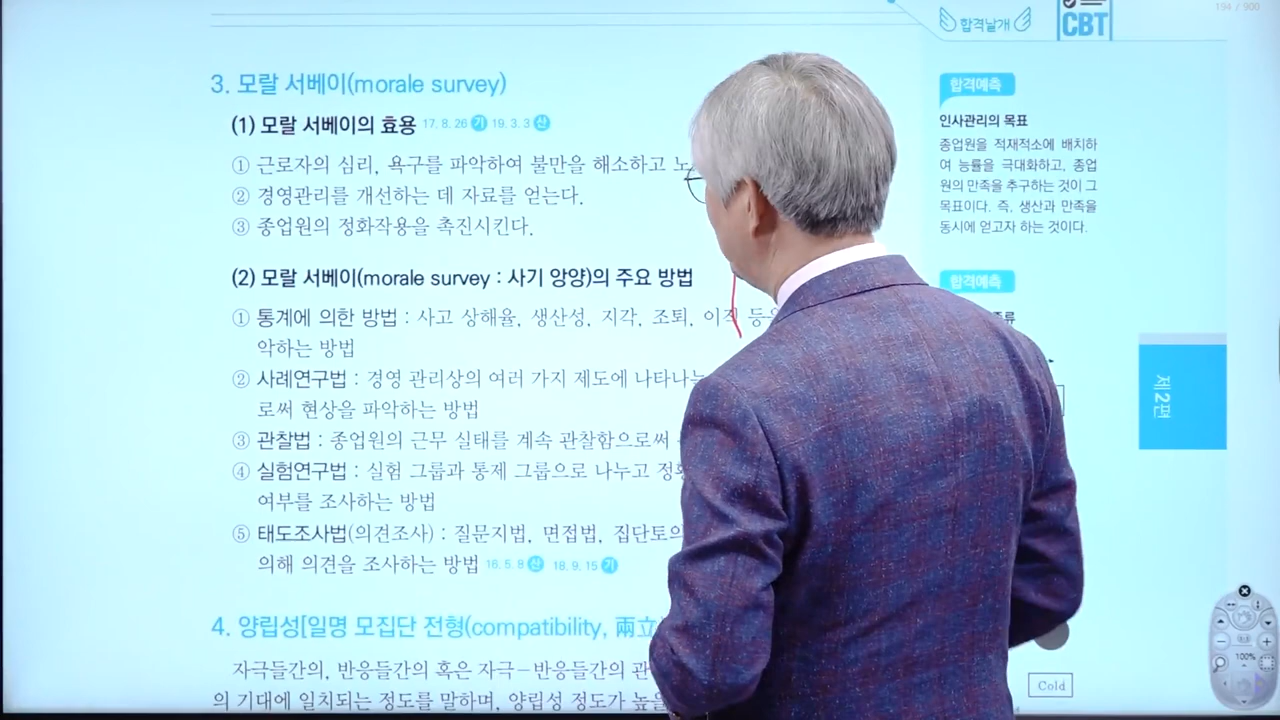 194 / 900
합격날개
CBT
3. 모랄 서베이(morale survey)
(1) 모랄 서베이의 효용 17. 8. 26 기 19. 3. 3 산
① 근로자의 심리, 욕구를 파악하여 불만을 해소하고
② 경영관리를 개선하는 데 자료를 얻는다.
③ 종업원의 정화작용을 촉진시킨다.
(2) 모랄 서베이(morale survey : 사기 앙양)의 주요 방법
① 통계에 의한 방법 : 사고 상해율, 생산성, 지각, 조퇴, 이직
악하는 방법
② 사례연구법 : 경영 관리상의 여러 가지 제도에 나타나는
로써 현상을 파악하는 방법
③ 관찰법 : 종업원의 근무 실태를 계속 관찰함으로써
④ 실험연구법 : 실험 그룹과 통제 그룹으로 나누고
여부를 조사하는 방법
⑤ 태도조사법(의견조사) : 질문지법, 면접법, 집단토의
의해 의견을 조사하는 방법 16. 5. 8 산 18. 9. 15 기
4. 양립성[일명 모집단 전형(compatibility, 兩立
자극들간의, 반응들간의 혹은 자극-반응들간의
의 기대에 일치되는 정도를 말하며, 양립성 정도가
합격예측
인사관리의 목표
종업원을 적재적소에 배치하
여 능률을 극대화하고, 종업
원의 만족을 추구하는 것이 그
목표이다. 즉, 생산과 만족을
동시에 얻고자 하는 것이다.
합격예측
제2편
Cold
100%